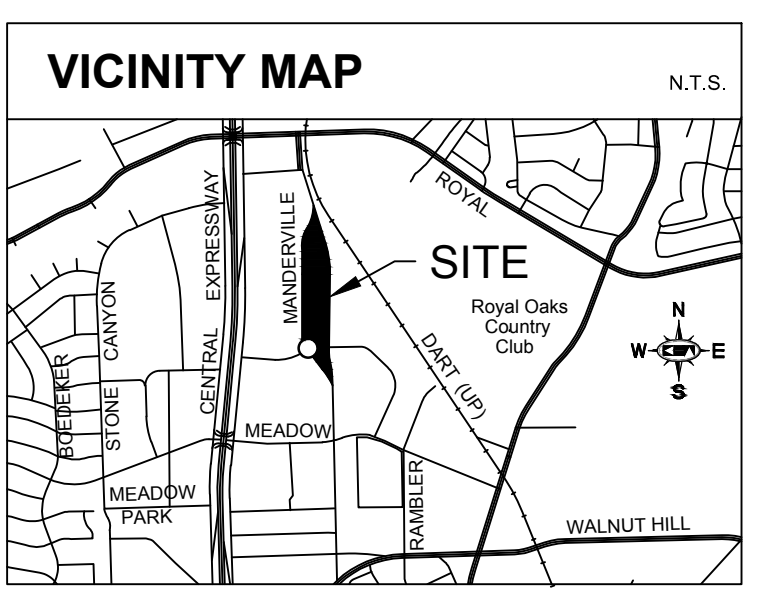 VICINITY MAP
N.T.S.
ROYAL
EXPRESSWAY
CENTRAL
MANDERVILLE
SITE
Royal Oaks
Country
Club
N
W
E
S
CANYON
STONE
BOEDEKER
DART (UP)
MEADOW
MEADOW
PARK
RAMBLER
WALNUT HILL